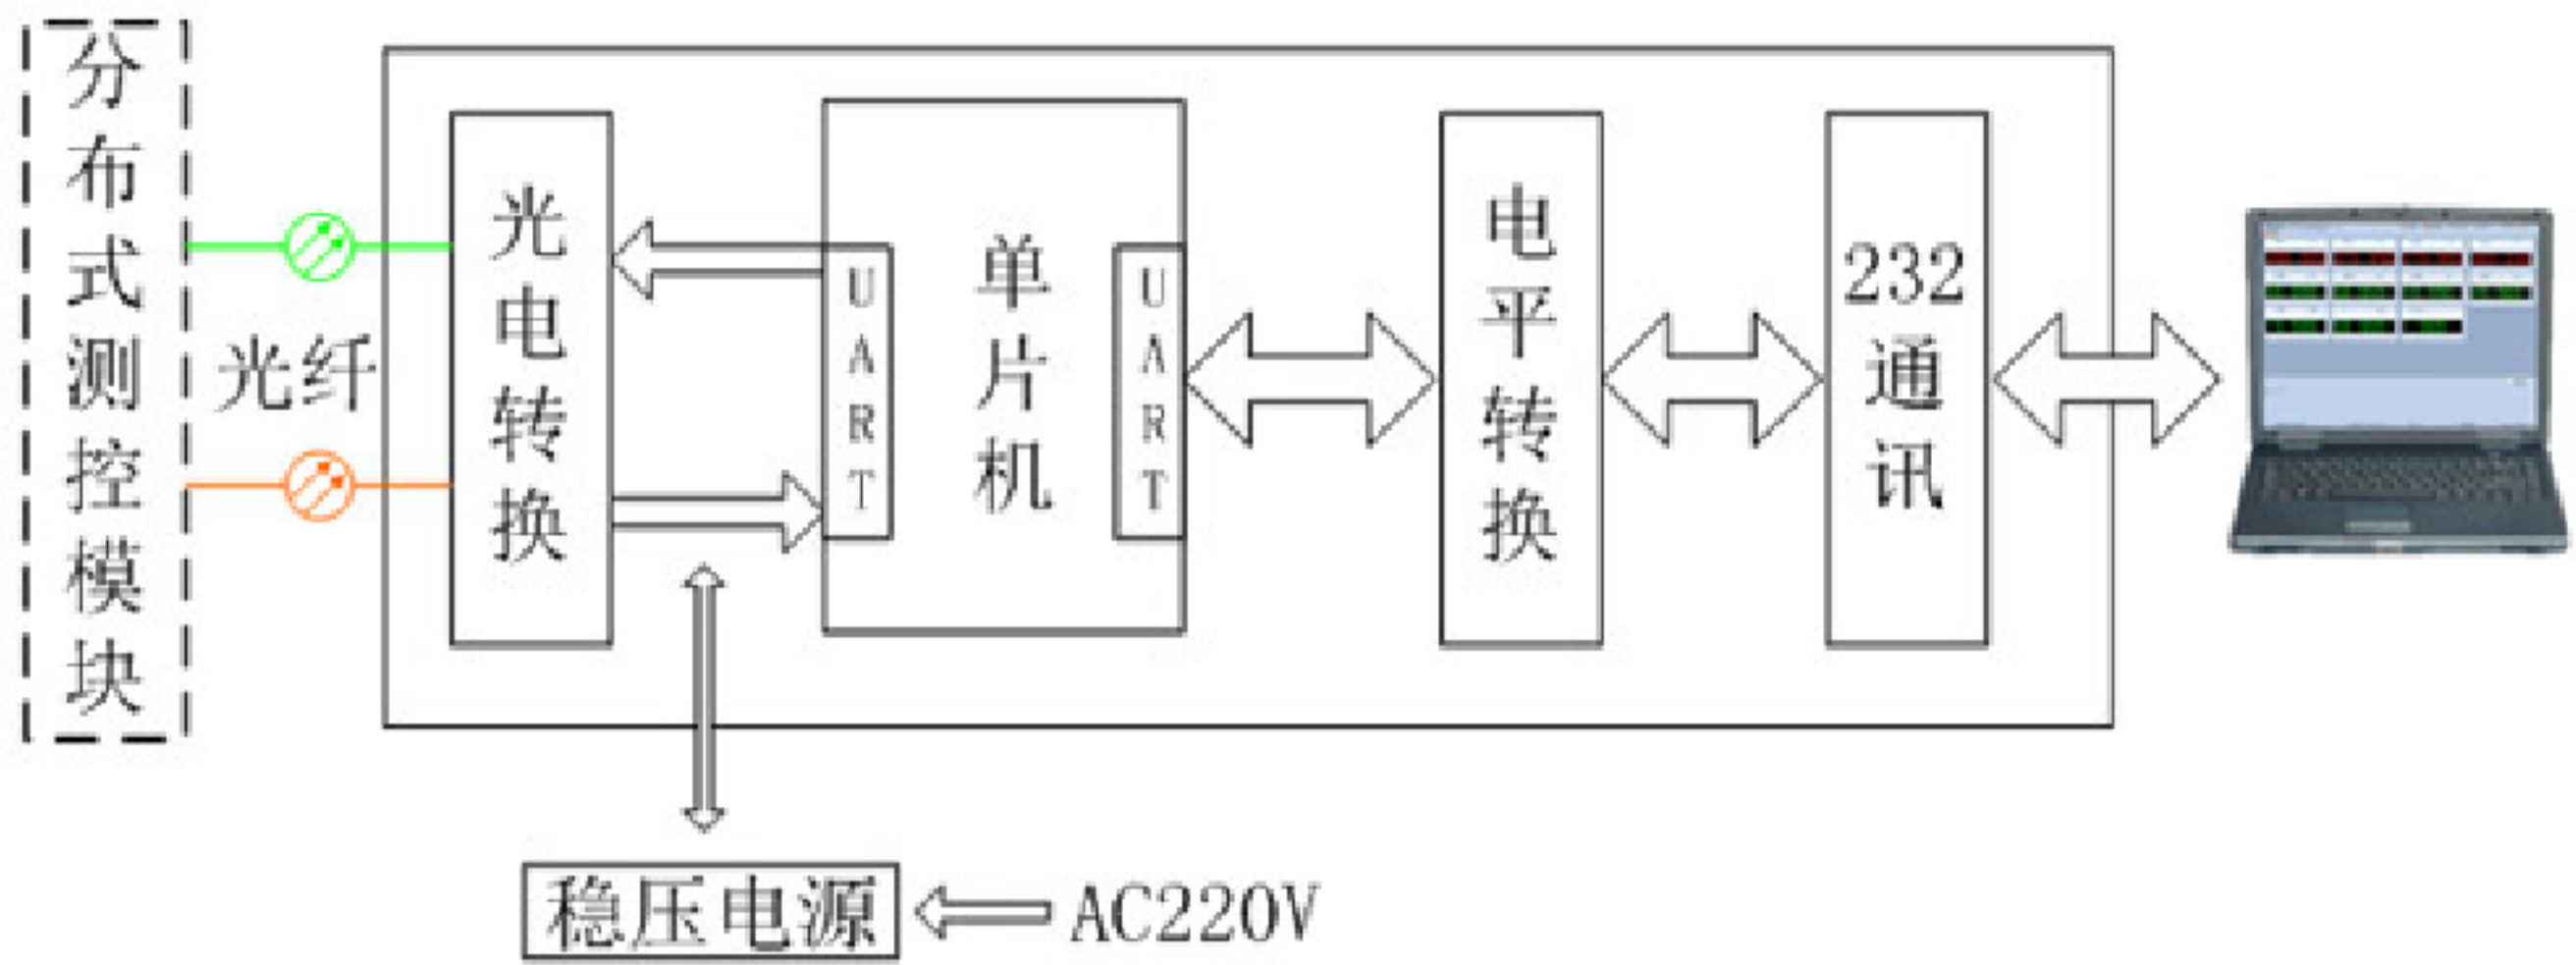 分布式测控模块
光纤
光电转换
UART
单片机
UART
电平转换
232通讯
稳压电源
AC220V